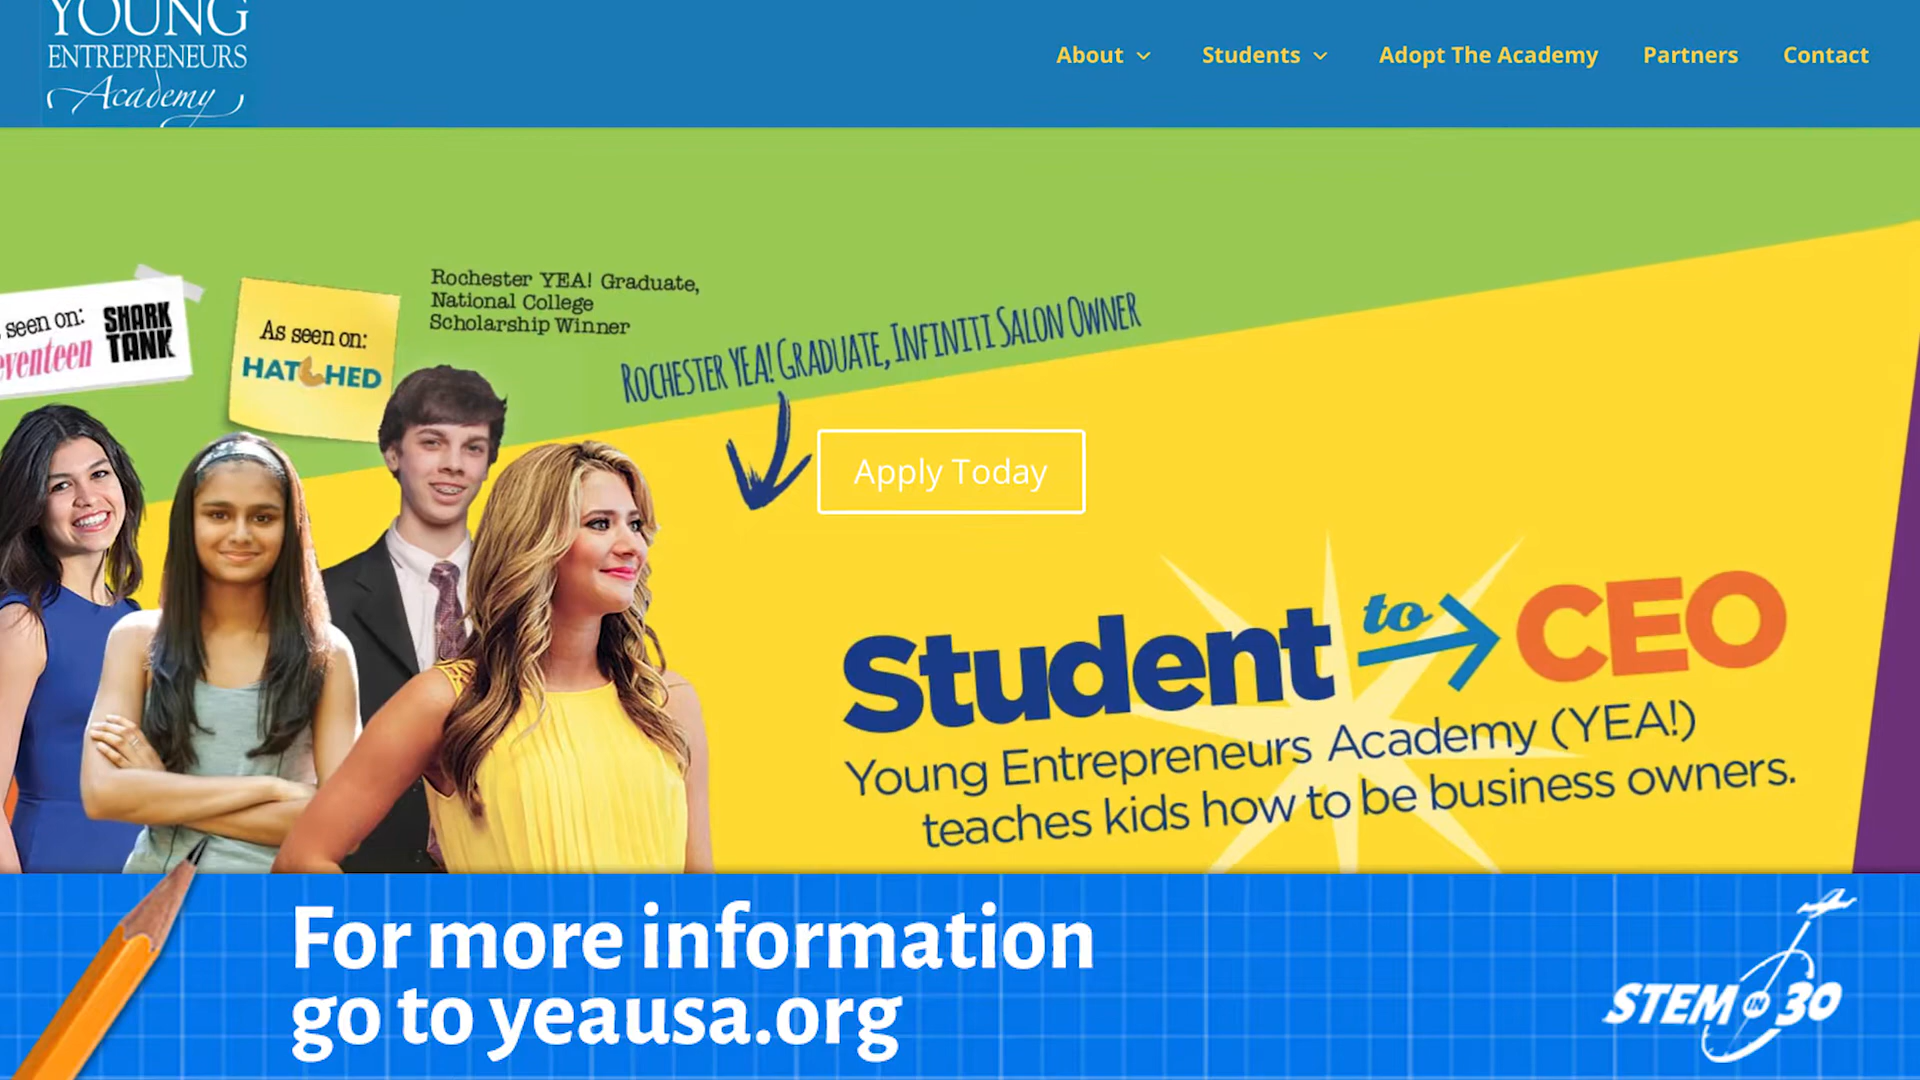 YOUNG
ENTREPRENEURS
Academy
About
Students
Adopt The Academy
Partners
Contact
seen on:
SHARK
TANK
As seen on:
HATCHED
Rochester YEA! Graduate,
National College
Scholarship Winner
ROCHESTER YEA! GRADUATE, INFINITI SALON OWNER
Apply Today
Student to CEO
Young Entrepreneurs Academy (YEA!)
teaches kids how to be business owners.
For more information
go to yeausa.org
STEM IN 30